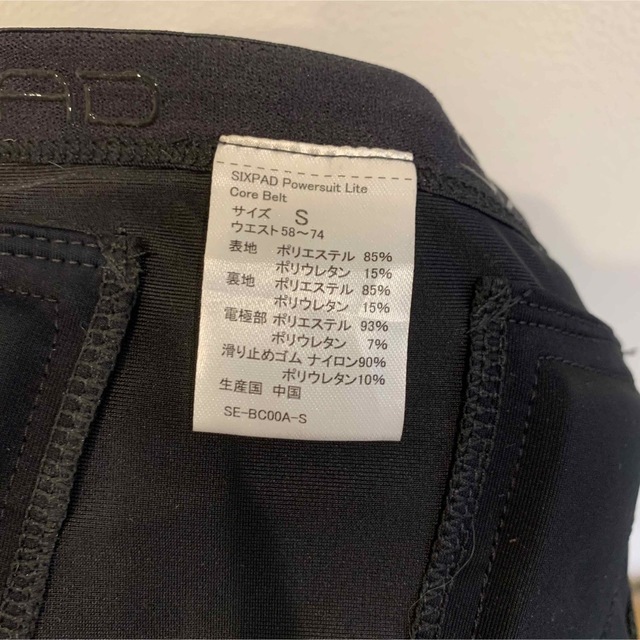 AD
SIXPAD Powersuit Lite
Core Belt
サイズ S
ウエスト58～74
表地 ポリエステル 85%
ポリウレタン 15%
裏地 ポリエステル 85%
ポリウレタン 15%
電極部 ポリエステル 93%
ポリウレタン 7%
滑り止めゴム ナイロン90%
ポリウレタン10%
生産国 中国
SE-BC00A-S